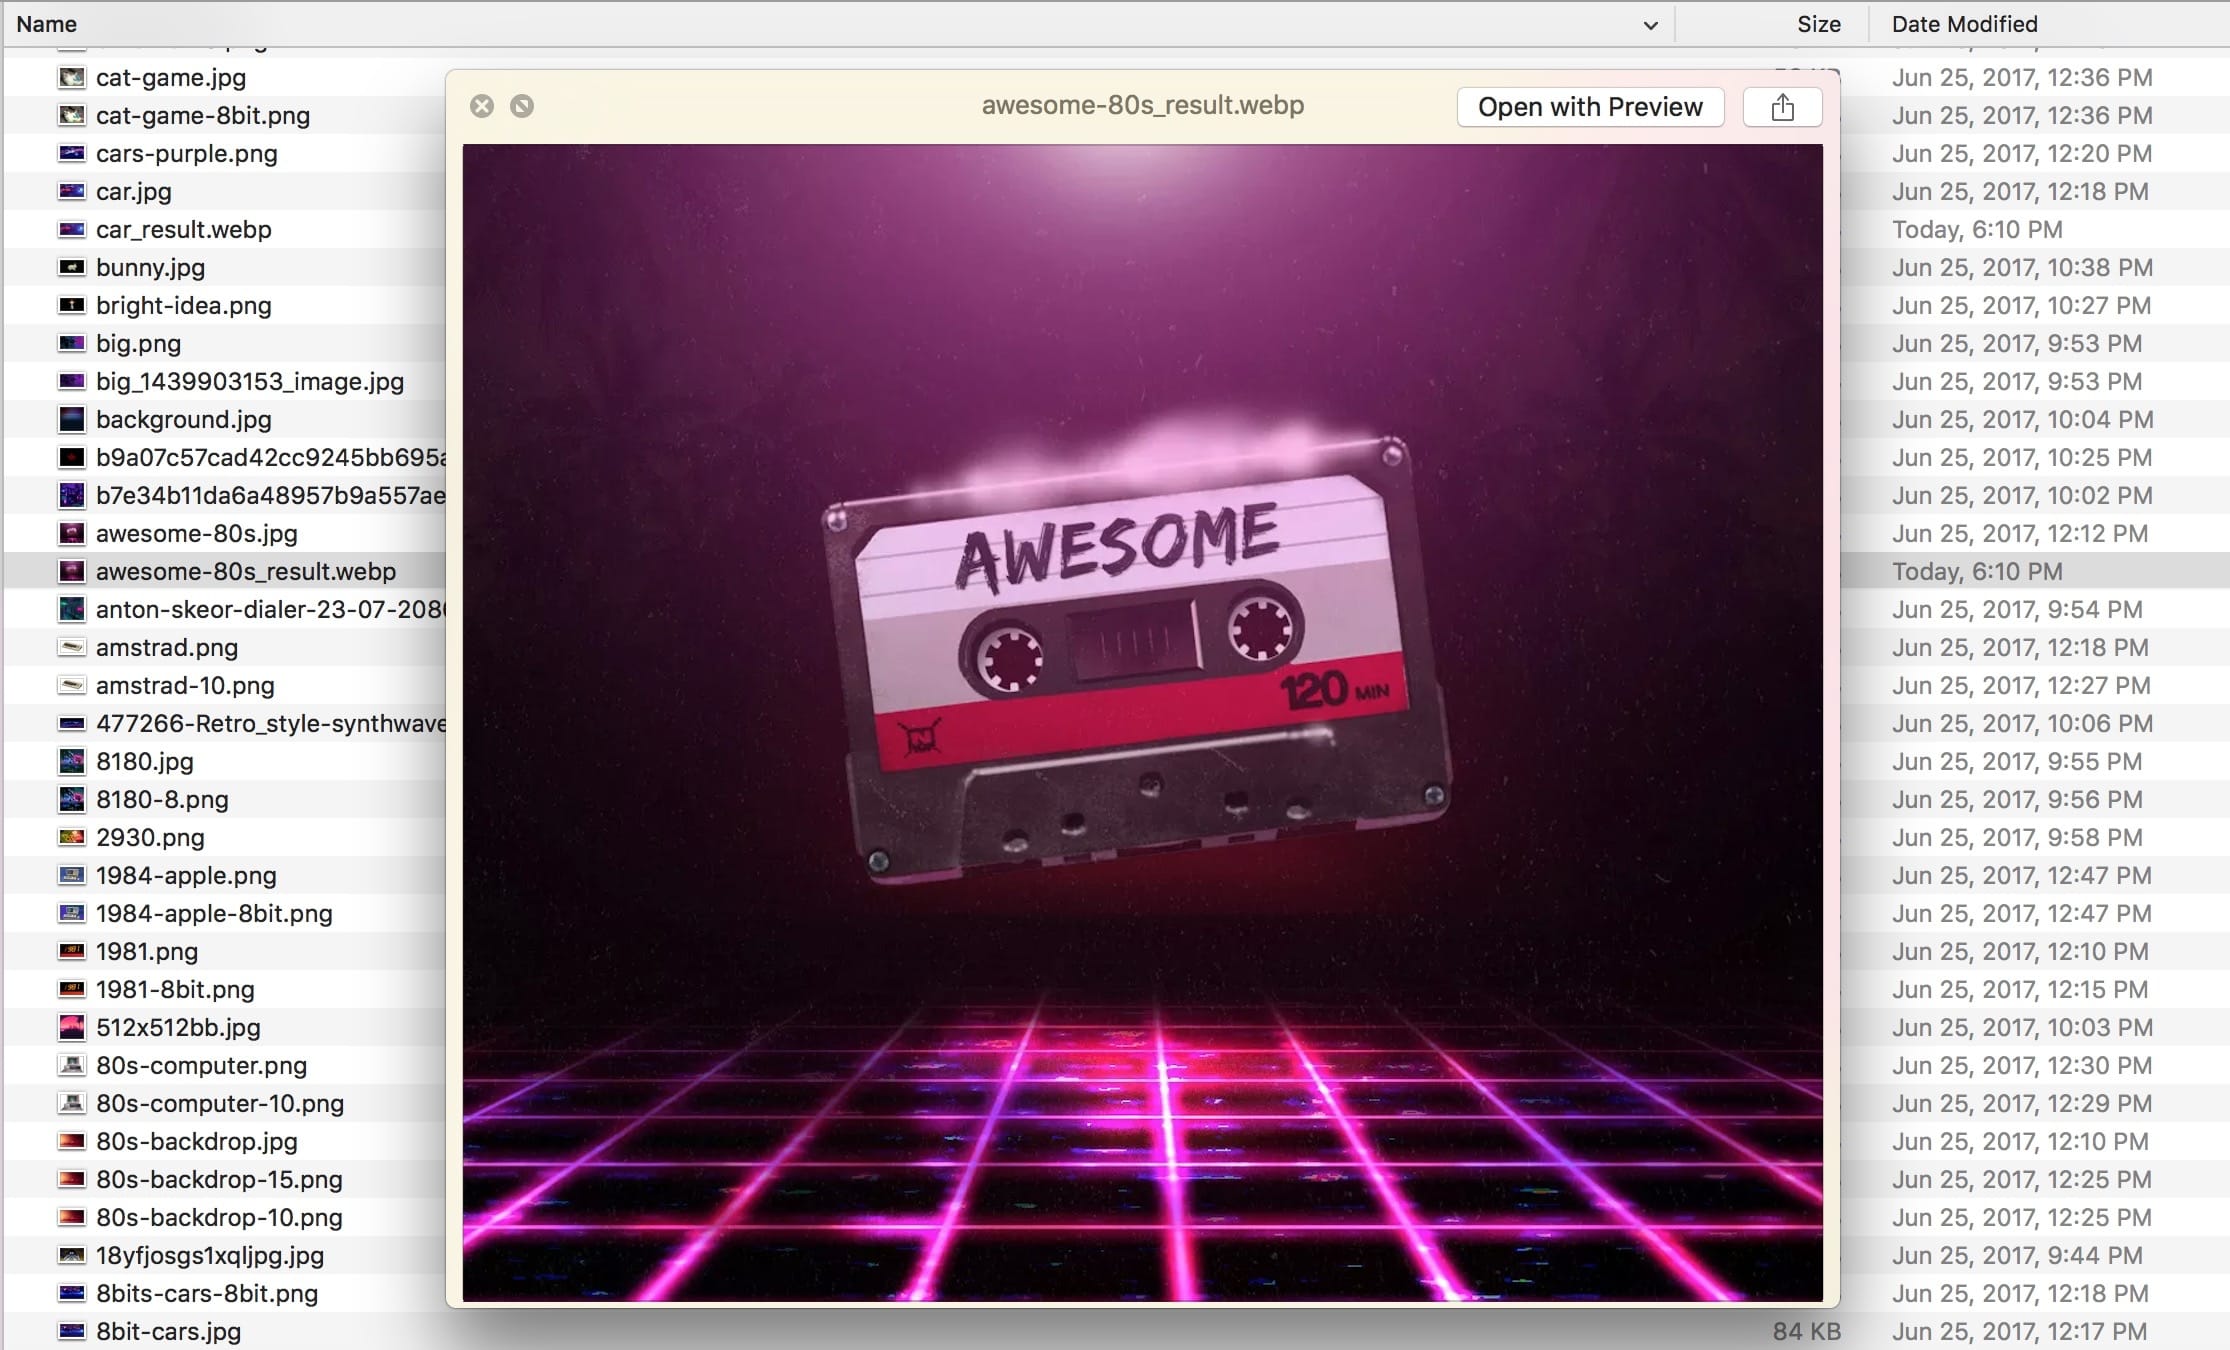 Name Size Date Modified
cat-game.jpg Jun 25, 2017, 12:36 PM
awesome-80s_result.webp Open with Preview
cat-game-8bit.png Jun 25, 2017, 12:36 PM
cars-purple.png Jun 25, 2017, 12:20 PM
car.jpg Jun 25, 2017, 12:18 PM
car_result.webp Today, 6:10 PM
bunny.jpg Jun 25, 2017, 10:38 PM
bright-idea.png Jun 25, 2017, 10:27 PM
big.png Jun 25, 2017, 9:53 PM
big_1439903153_image.jpg Jun 25, 2017, 9:53 PM
background.jpg Jun 25, 2017, 10:04 PM
b9a07c57cad42cc9245bb695a Jun 25, 2017, 10:25 PM
b7e34b11da6a48957b9a557ae Jun 25, 2017, 10:02 PM
awesome-80s.jpg Jun 25, 2017, 12:12 PM
AWESOME
awesome-80s_result.webp Today, 6:10 PM
anton-skeor-dialer-23-07-208 Jun 25, 2017, 9:54 PM
amstrad.png Jun 25, 2017, 12:18 PM
amstrad-10.png Jun 25, 2017, 12:27 PM
120 MIN
477266-Retro_style-synthwave Jun 25, 2017, 10:06 PM
8180.jpg Jun 25, 2017, 9:55 PM
8180-8.png Jun 25, 2017, 9:56 PM
2930.png Jun 25, 2017, 9:58 PM
1984-apple.png Jun 25, 2017, 12:47 PM
1984-apple-8bit.png Jun 25, 2017, 12:47 PM
1981.png Jun 25, 2017, 12:10 PM
1981-8bit.png Jun 25, 2017, 12:15 PM
512x512bb.jpg Jun 25, 2017, 10:03 PM
80s-computer.png Jun 25, 2017, 12:30 PM
80s-computer-10.png Jun 25, 2017, 12:29 PM
80s-backdrop.jpg Jun 25, 2017, 12:10 PM
80s-backdrop-15.png Jun 25, 2017, 12:25 PM
80s-backdrop-10.png Jun 25, 2017, 12:25 PM
18yfjosgs1xqljpg.jpg Jun 25, 2017, 9:44 PM
8bits-cars-8bit.png Jun 25, 2017, 12:18 PM
8bit-cars.jpg 84 KB Jun 25, 2017, 12:17 PM